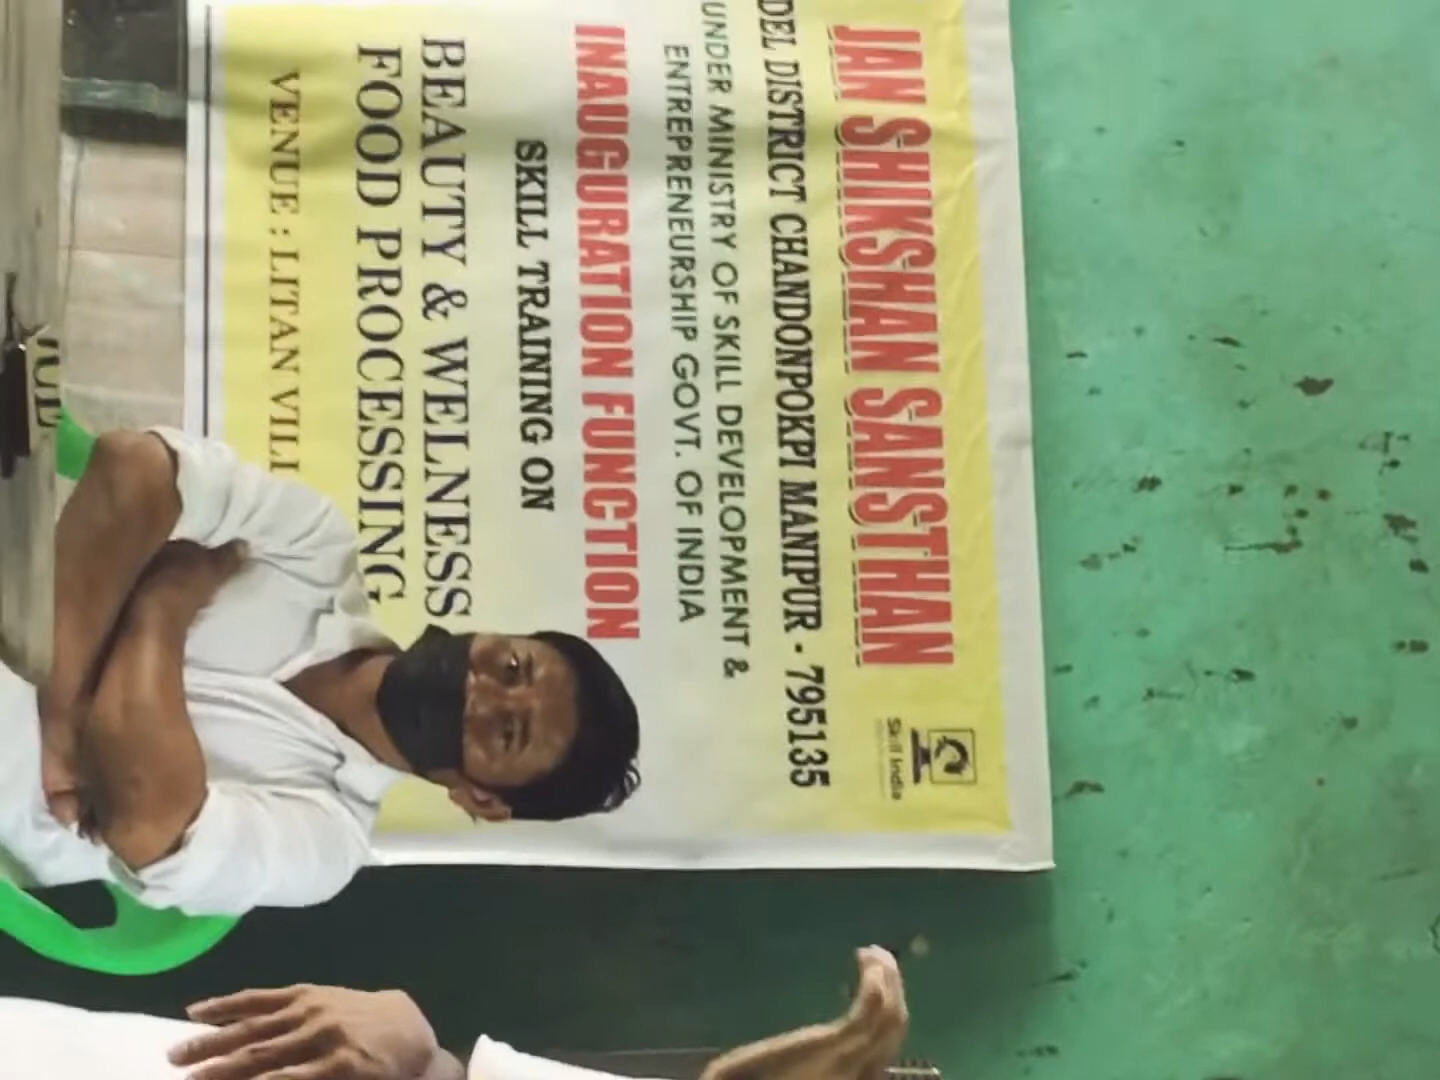 JAN SHIKSHAN SANSTHAN
DEL DISTRICT CHANDONPOKPI MANIPUR - 795135
UNDER MINISTRY OF SKILL DEVELOPMENT &
ENTREPRENEURSHIP GOVT. OF INDIA
INAUGURATION FUNCTION
SKILL TRAINING ON
BEAUTY & WELNESS
FOOD PROCESSING
VENUE : LITAN VILL
Skill India